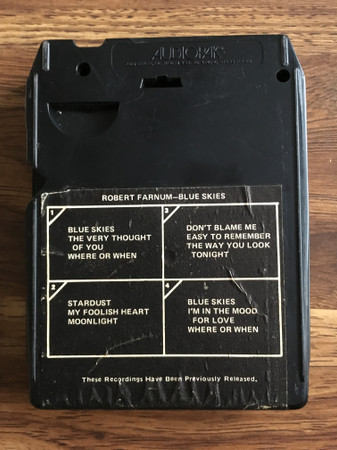 AUDIOPAK
ROBERT FARNUM—BLUE SKIES
1
BLUE SKIES
THE VERY THOUGHT
OF YOU
WHERE OR WHEN
3
DON'T BLAME ME
EASY TO REMEMBER
THE WAY YOU LOOK
TONIGHT
2
STARDUST
MY FOOLISH HEART
MOONLIGHT
4
BLUE SKIES
I'M IN THE MOOD
FOR LOVE
WHERE OR WHEN
These Recordings Have Been Previously Released.